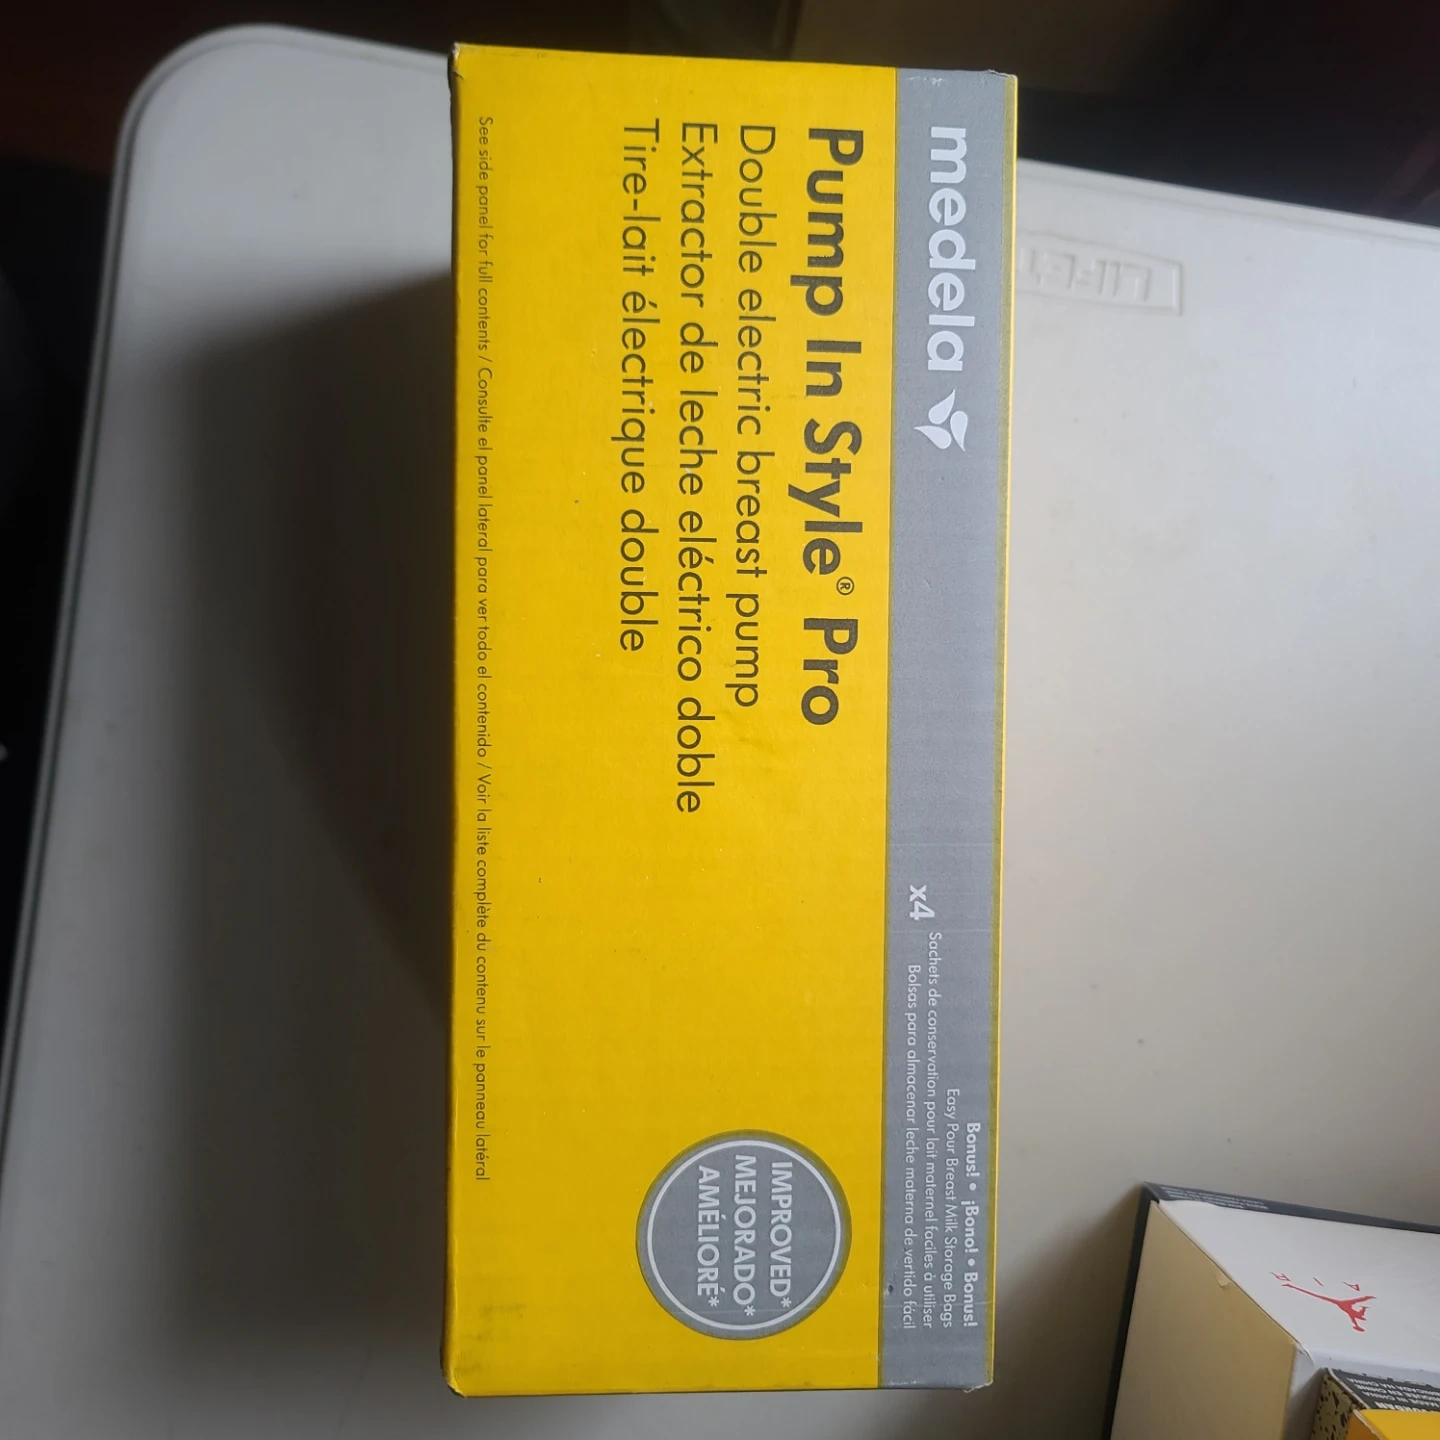 medela
x4
Bonus! • ¡Bono! • Bonus!
Easy Pour Breast Milk Storage Bags
Sachets de conservation pour lait maternel faciles à utiliser
Bolsas para almacenar leche materna de vertido fácil
Pump In Style® Pro
Double electric breast pump
Extractor de leche eléctrico doble
Tire-lait électrique double
IMPROVED*
MEJORADO*
AMÉLIORÉ*
See side panel for full contents / Consulte el panel lateral para ver todo el contenido / Voir la liste complète du contenu sur le panneau latéral
MADE IN CHINA